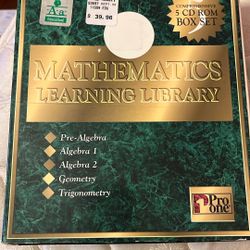 Aa
$ 39.96
COMPREHENSIVE
5 CD ROM
BOX SET
MATHEMATICS
LEARNING LIBRARY
Pre-Algebra
Algebra 1
Algebra 2
Geometry
Trigonometry
Pro
one